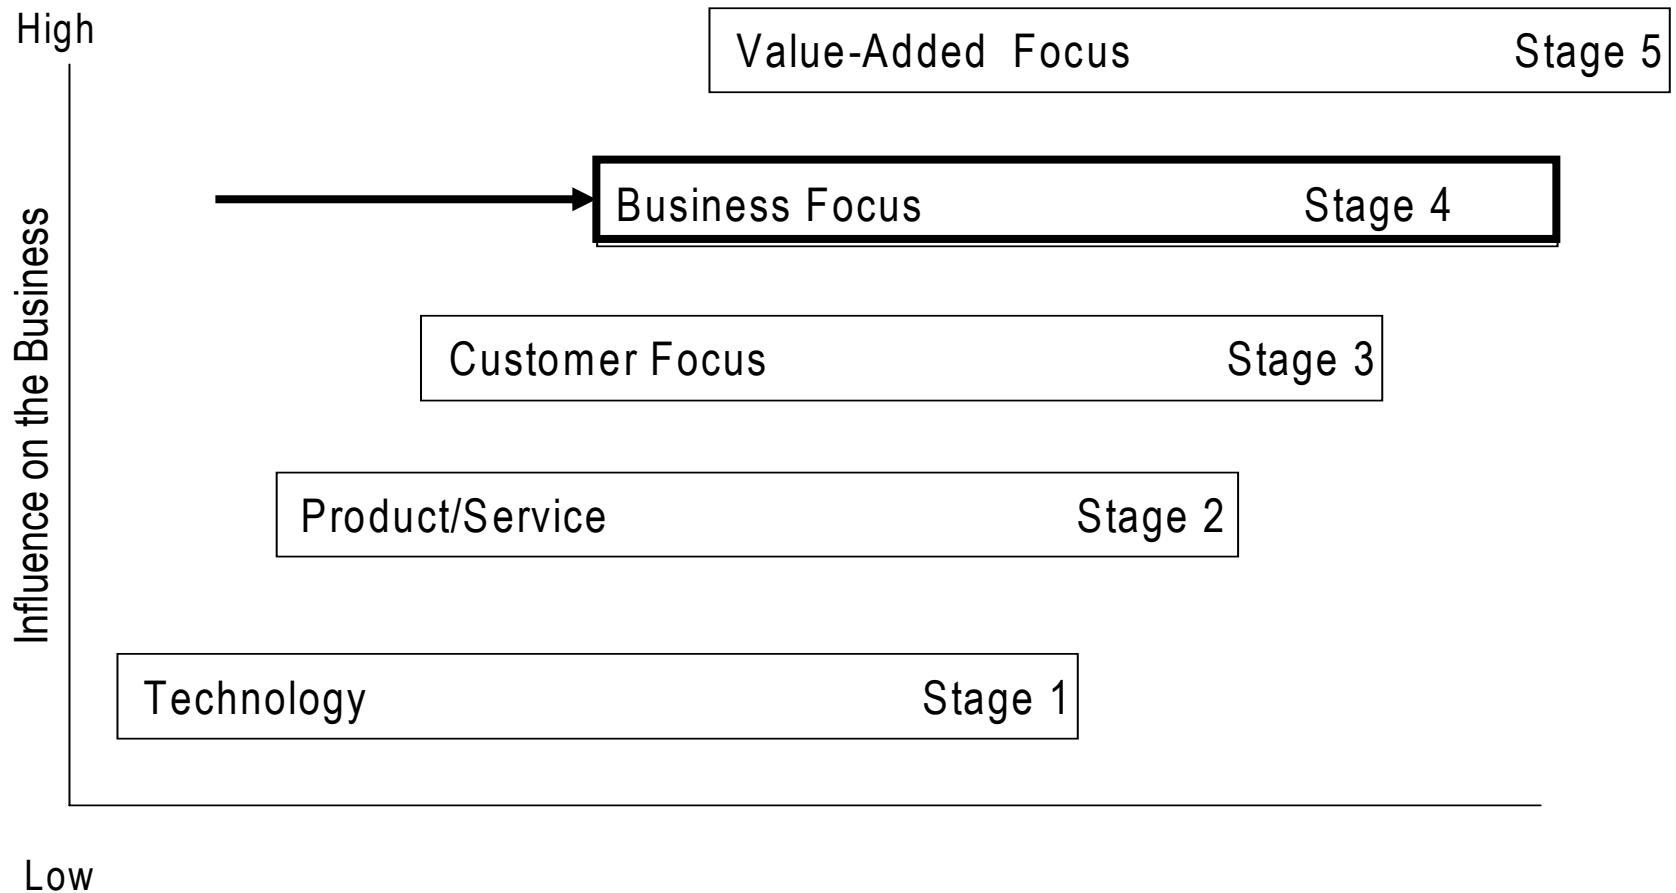 High
Value-Added Focus Stage 5
Business Focus Stage 4
Influence on the Business
Customer Focus Stage 3
Product/Service Stage 2
Technology Stage 1
Low